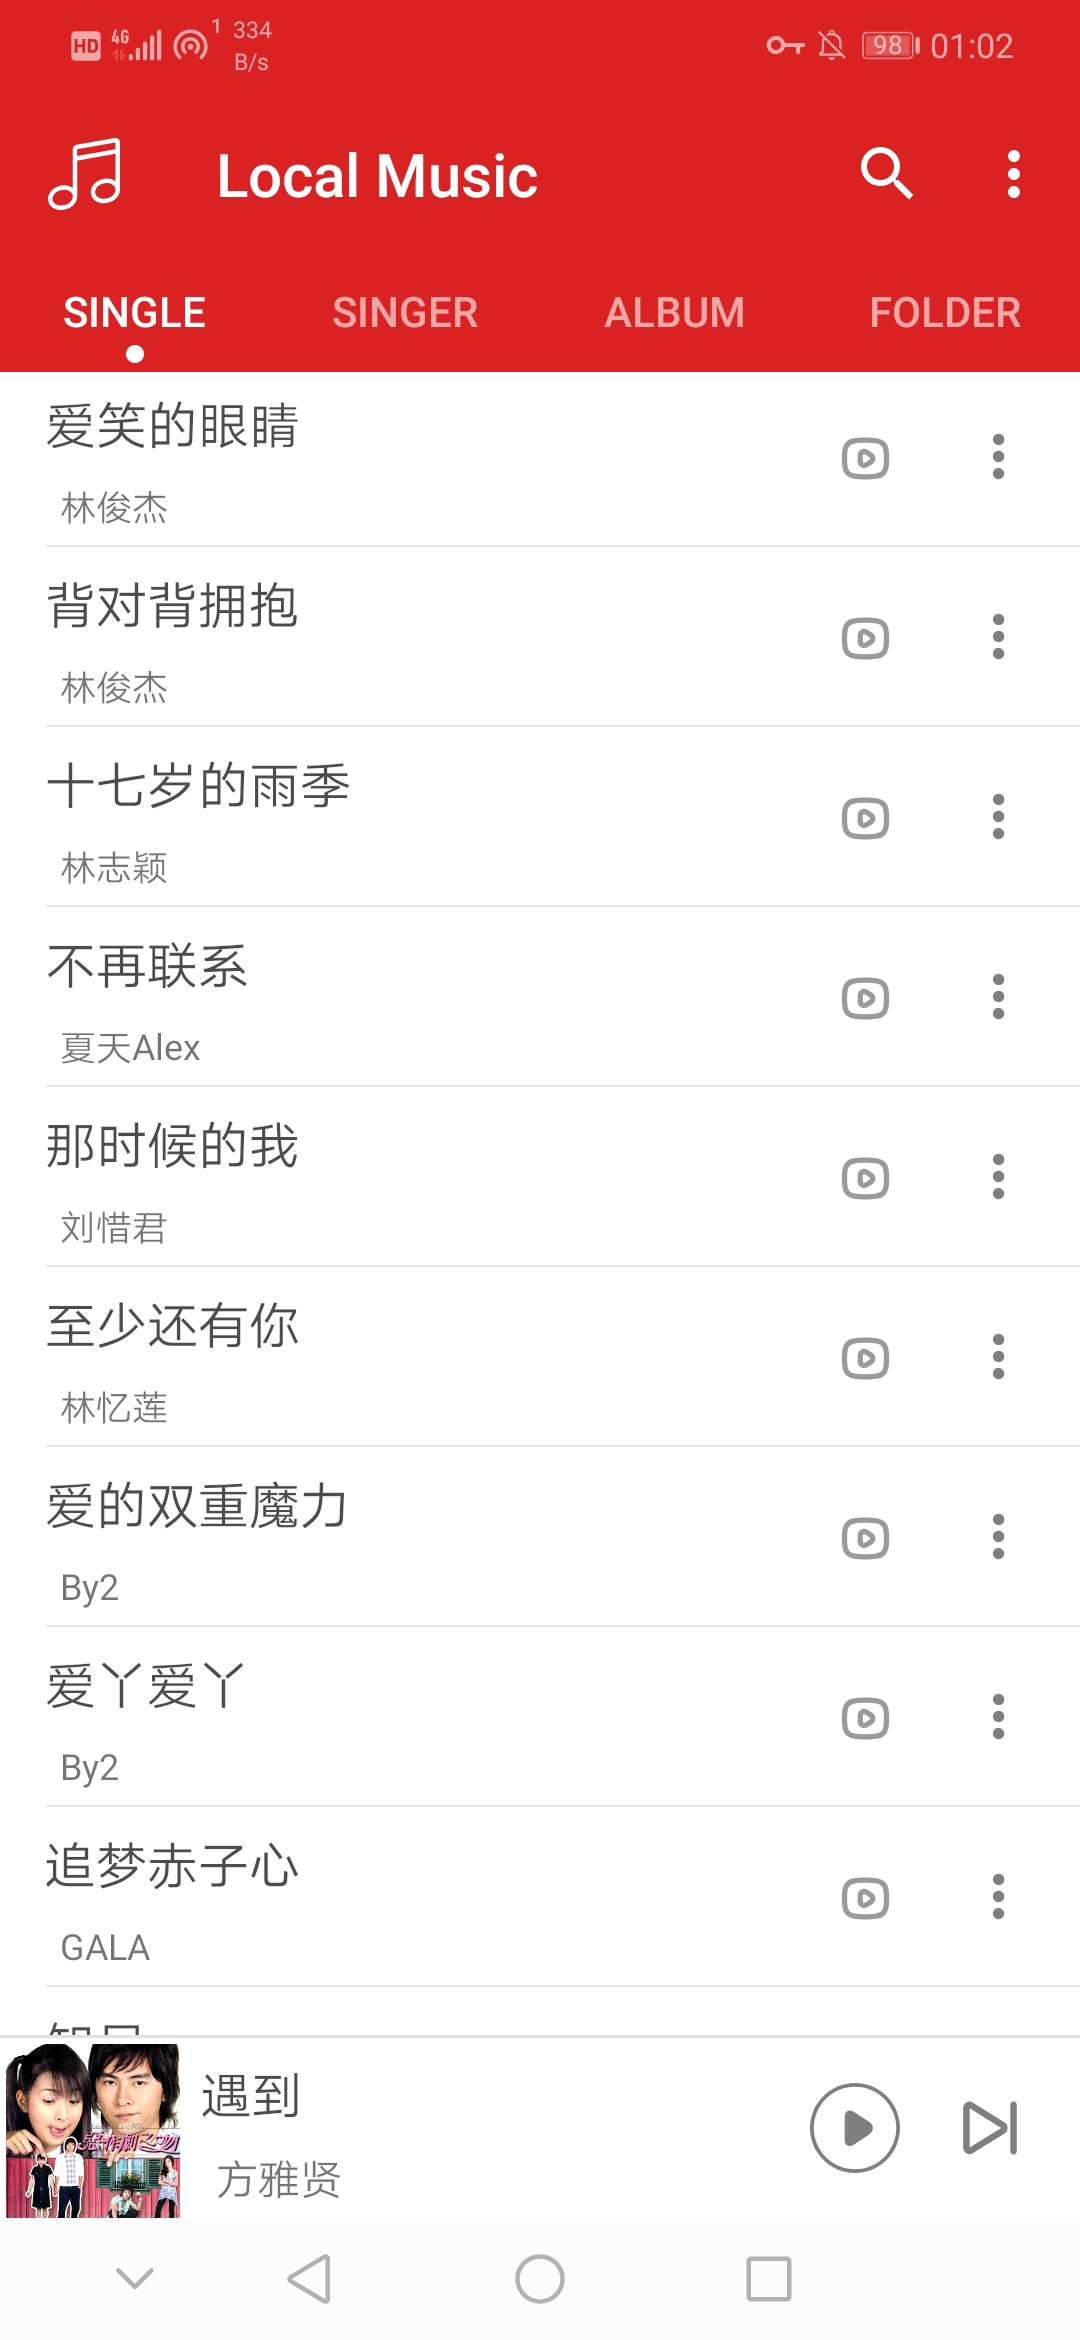 HD 4G 1 334 B/s 98 01:02
Local Music
SINGLE SINGER ALBUM FOLDER
爱笑的眼睛
林俊杰
背对背拥抱
林俊杰
十七岁的雨季
林志颖
不再联系
夏天Alex
那时候的我
刘惜君
至少还有你
林忆莲
爱的双重魔力
By2
爱丫爱丫
By2
追梦赤子心
GALA
遇到
惡作劇之吻
方雅贤